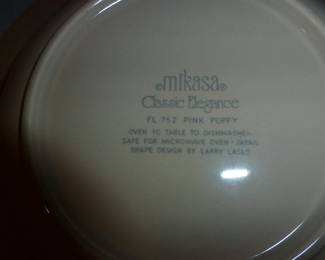 mikasa
Classic Elegance
FL 752 PINK POPPY
OVEN TO TABLE TO DISHWASHER
SAFE FOR MICROWAVE OVEN • JAPAN
SHAPE DESIGN BY LARRY LASLO